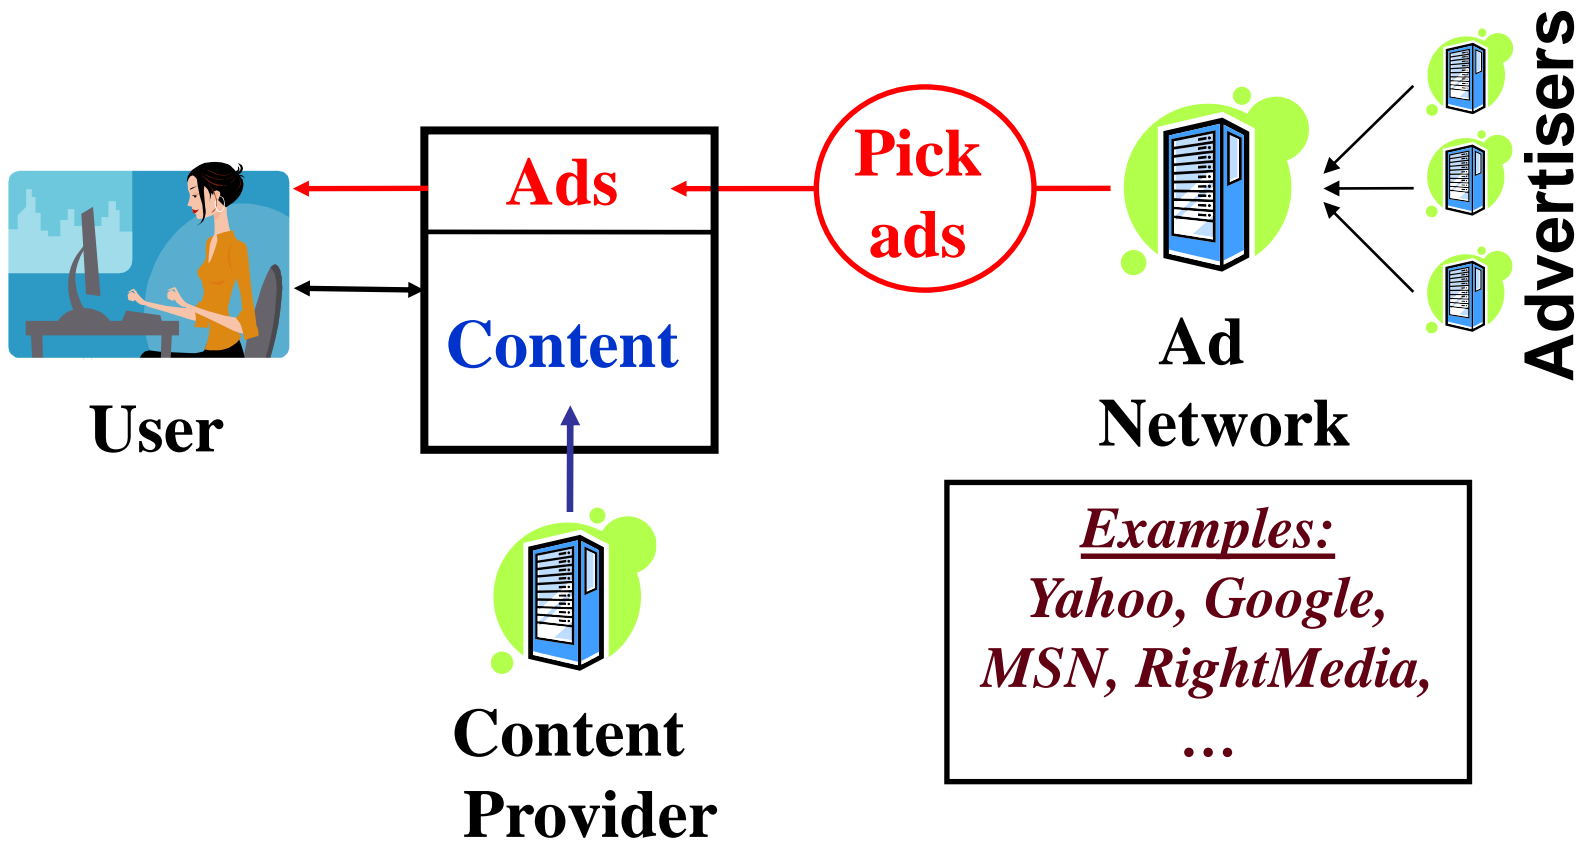 Ads
Content
User
Content
Provider
Pick
ads
Ad
Network
Advertisers
Examples:
Yahoo, Google,
MSN, RightMedia,
…